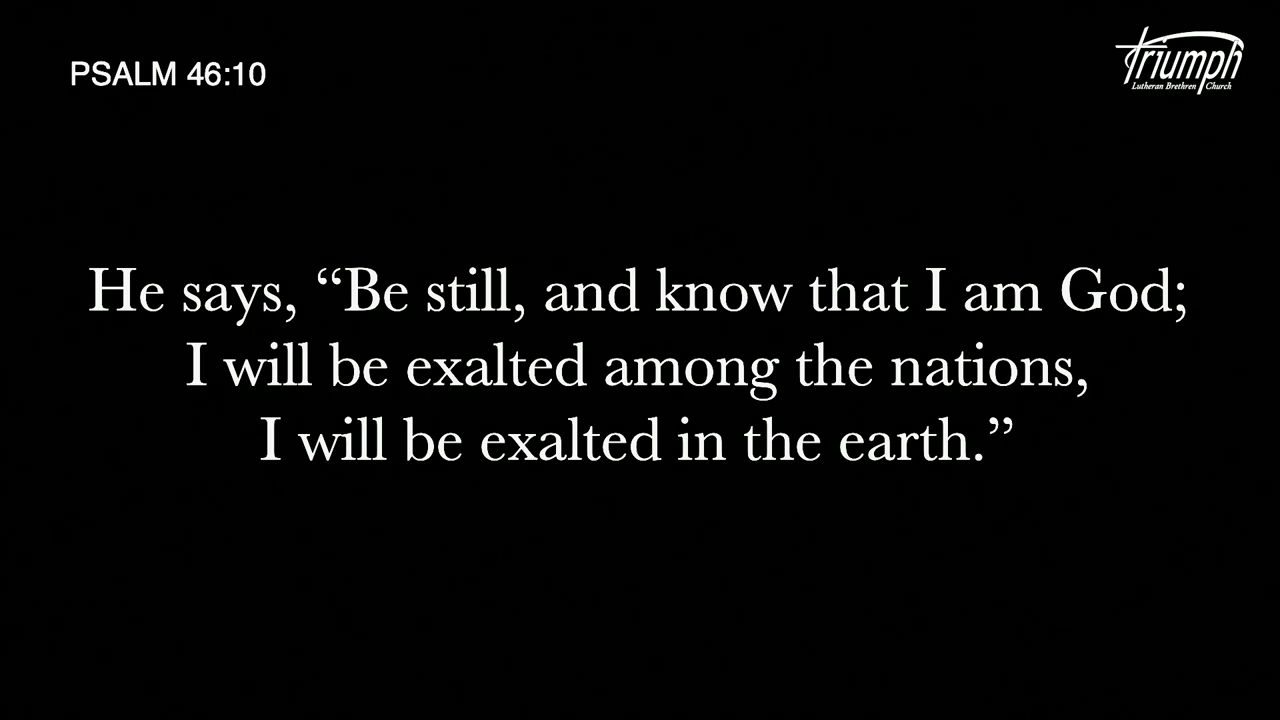 PSALM 46:10
triumph
Lutheran Brethren Church
He says, “Be still, and know that I am God;
I will be exalted among the nations,
I will be exalted in the earth.”